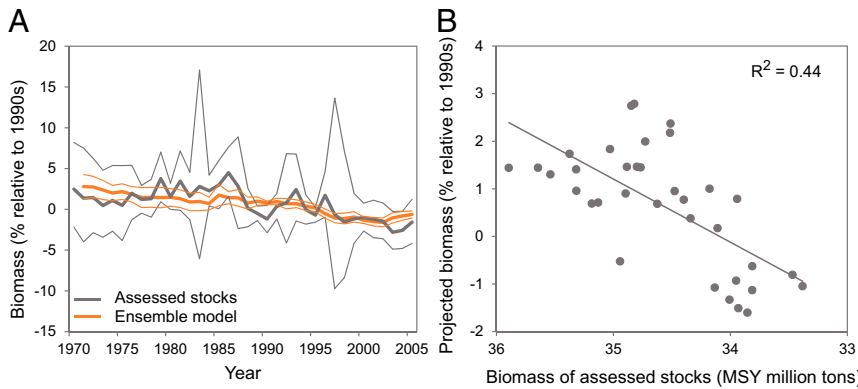 A
Biomass (% relative to 1990s)
20
15
10
5
0
-5
-10
-15
Assessed stocks
Ensemble model
1970 1975 1980 1985 1990 1995 2000 2005
Year
B
Projected biomass (% relative to 1990s)
4
3
2
1
0
-1
-2
R² = 0.44
36 35 34 33
Biomass of assessed stocks (MSY million tons)